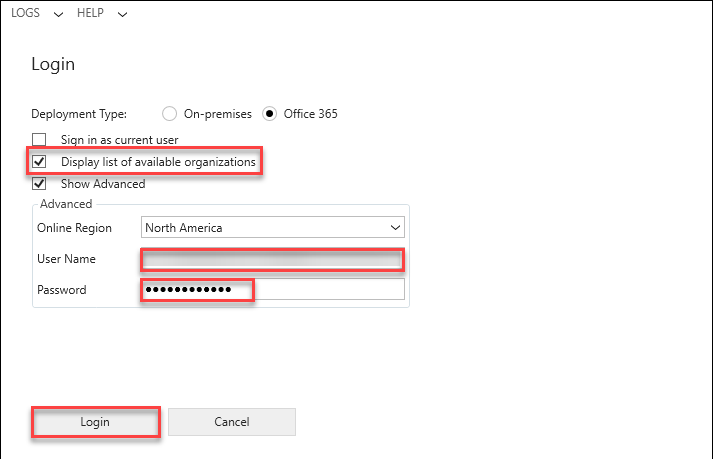 LOGS HELP
Login
Deployment Type: On-premises Office 365
Sign in as current user
Display list of available organizations
Show Advanced
Advanced
Online Region North America
User Name
Password ●●●●●●●●●●●●
Login Cancel